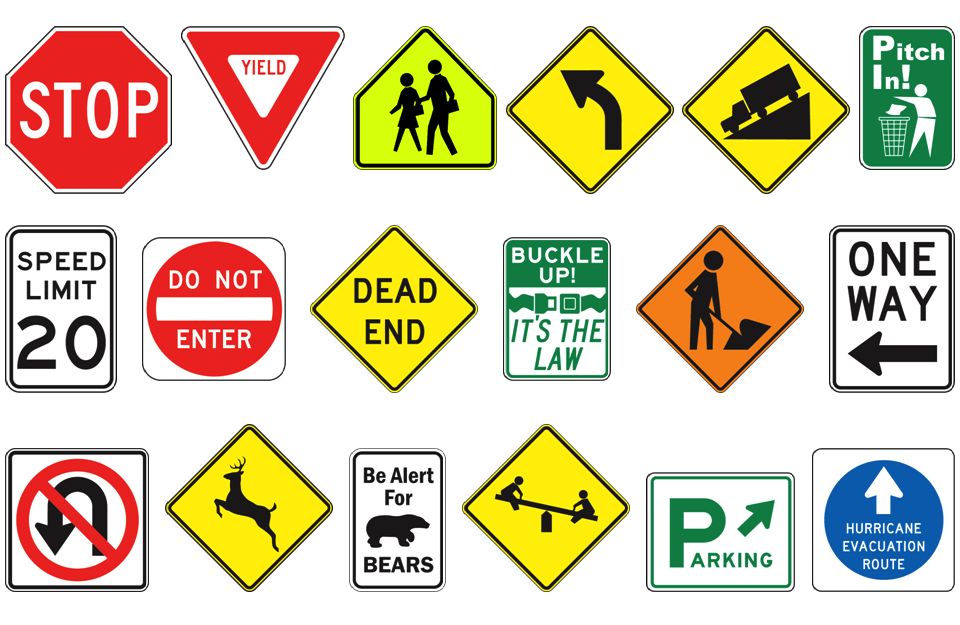 STOP
YIELD
Pitch
In!
SPEED
LIMIT
20
DO NOT
ENTER
DEAD
END
BUCKLE
UP!
IT'S THE
LAW
ONE
WAY
Be Alert
For
BEARS
PARKING
HURRICANE
EVACUATION
ROUTE